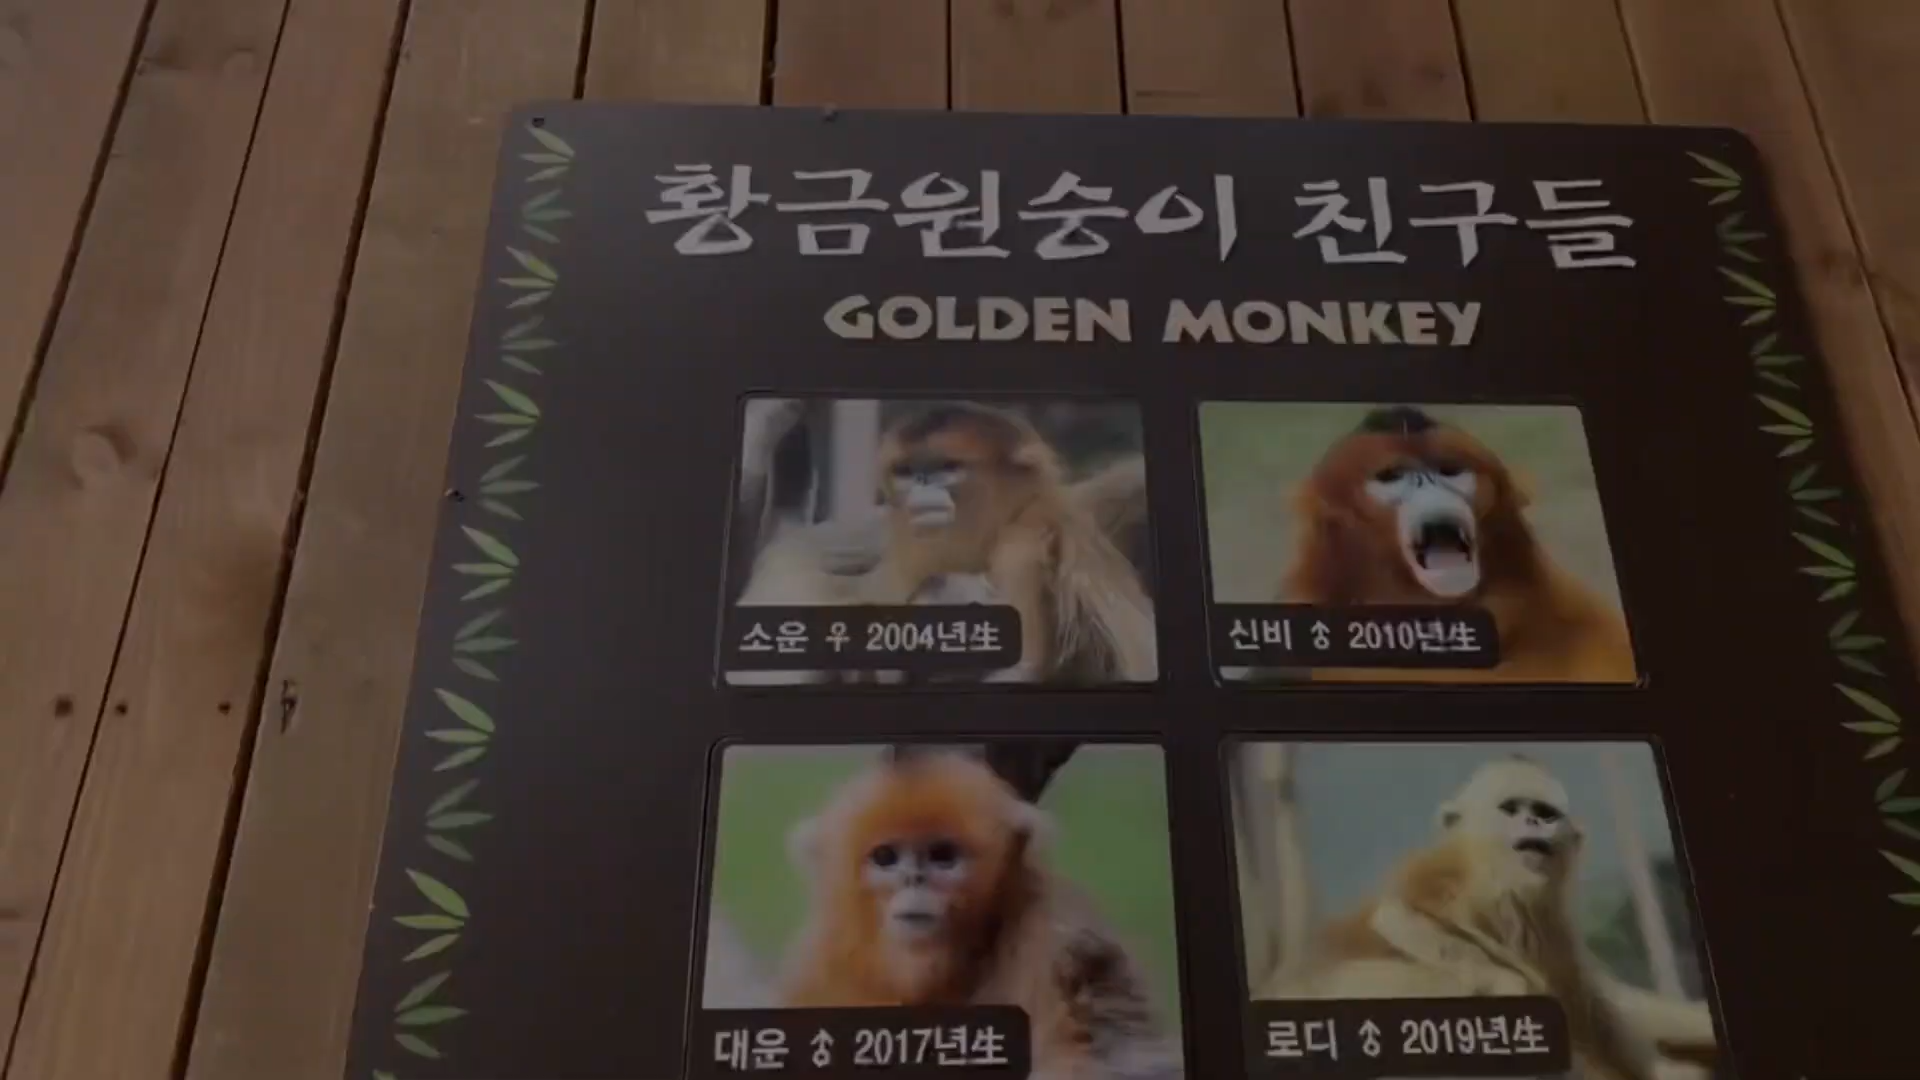 황금원숭이 친구들
GOLDEN MONKEY
소운 ♀ 2004년生
신비 ♂ 2010년生
대운 ♂ 2017년生
로디 ♂ 2019년生